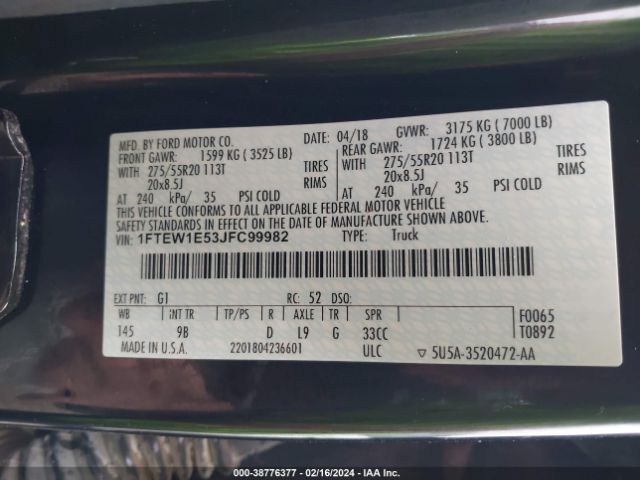 MFD. BY FORD MOTOR CO. DATE: 04/18 GVWR: 3175 KG ( 7000 LB)
FRONT GAWR: 1599 KG ( 3525 LB) REAR GAWR: 1724 KG ( 3800 LB)
WITH 275/55R20 113T TIRES WITH 275/55R20 113T TIRES
20x8.5J RIMS 20x8.5J RIMS
AT 240 kPa/ 35 PSI COLD AT 240 kPa/ 35 PSI COLD
THIS VEHICLE CONFORMS TO ALL APPLICABLE FEDERAL MOTOR VEHICLE
SAFETY STANDARDS IN EFFECT ON THE DATE OF MANUFACTURE SHOWN ABOVE.
VIN: 1FTEW1E53JFC99982 TYPE: Truck
EXT PNT: G1 RC: 52 DSO:
WB INT TR TP/PS R AXLE TR SPR F0065
145 9B D L9 G 33CC T0892
MADE IN U.S.A. 2201804236601 ULC ▽ 5U5A-3520472-AA
000-38776377 - 02/16/2024 - IAA Inc.